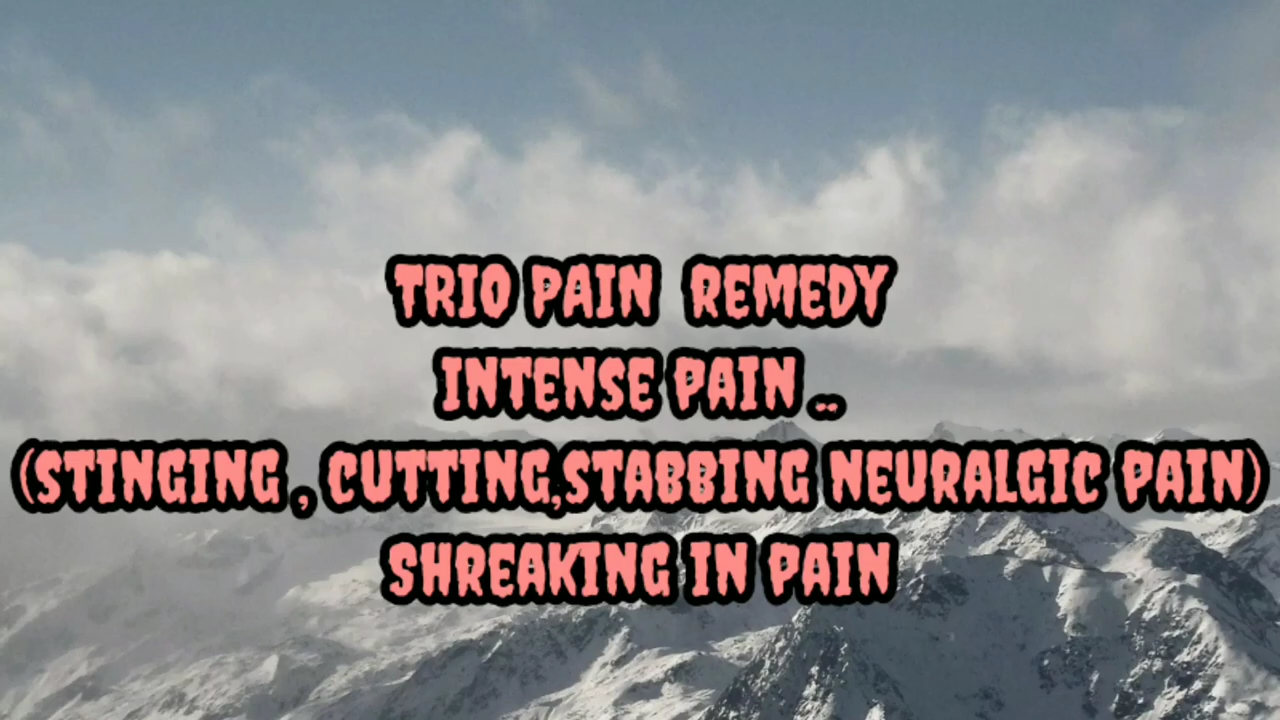 TRIO PAIN REMEDY
INTENSE PAIN ..
(STINGING , CUTTING,STABBING NEURALGIC PAIN)
SHREAKING IN PAIN